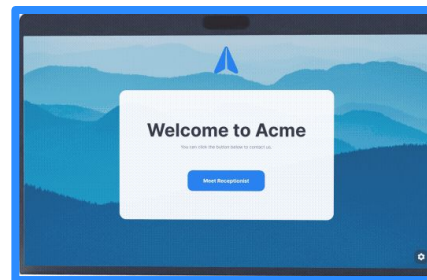 Welcome to Acme
You can click the button below to contact us.
Meet Receptionist